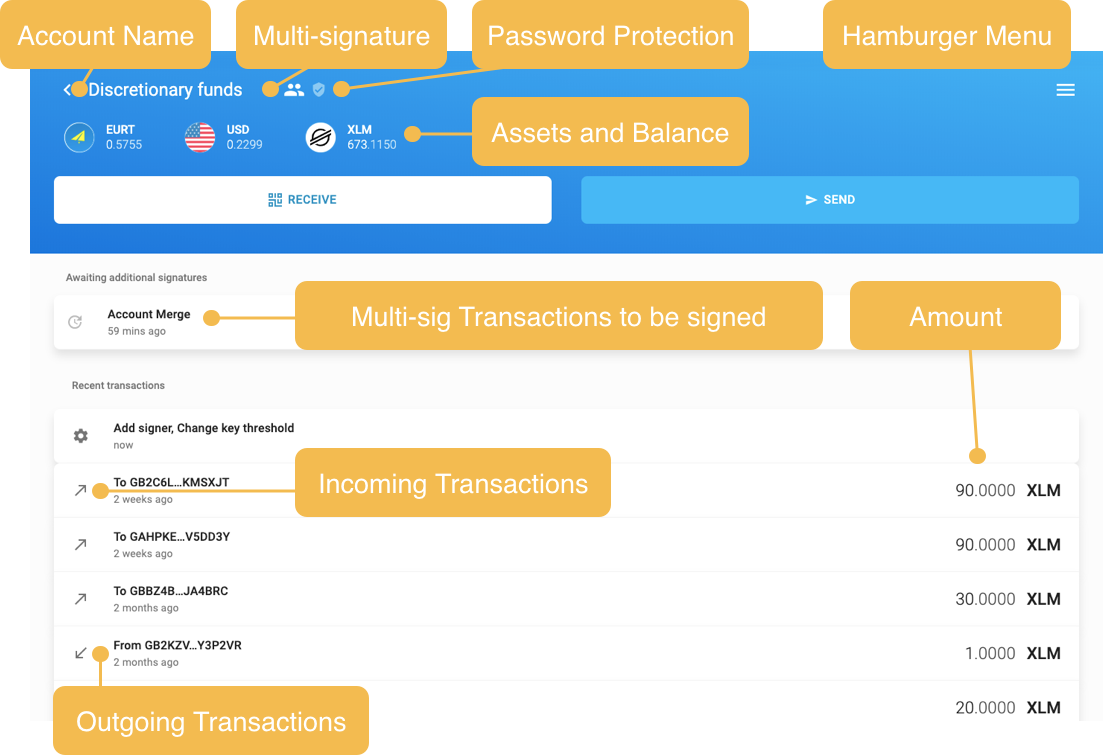 Account Name
Multi-signature
Password Protection
Hamburger Menu
Discretionary funds
EURT
0.5755
USD
0.2299
XLM
673.1150
Assets and Balance
RECEIVE
SEND
Awaiting additional signatures
Account Merge
59 mins ago
Multi-sig Transactions to be signed
Amount
Recent transactions
Add signer, Change key threshold
now
Incoming Transactions
To GB2C6L...KMSXJT
2 weeks ago
90.0000 XLM
To GAHPKE...V5DD3Y
2 weeks ago
90.0000 XLM
To GBBZ4B...JA4BRC
2 months ago
30.0000 XLM
From GB2KZV...Y3P2VR
2 months ago
1.0000 XLM
20.0000 XLM
Outgoing Transactions